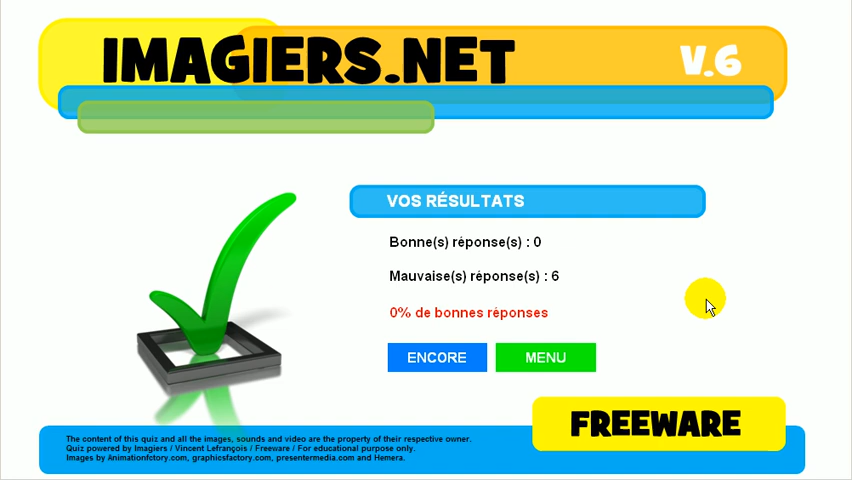 IMAGIERS.NET V.6
VOS RÉSULTATS
Bonne(s) réponse(s) : 0
Mauvaise(s) réponse(s) : 6
0% de bonnes réponses
ENCORE MENU
FREEWARE
The content of this quiz and all the images, sounds and video are the property of their respective owner.
Quiz powered by Imagiers / Vincent Lefrançois / Freeware / For educational purpose only.
Images by Animationfctory.com, graphicsfactory.com, presentermedia.com and Hemera.